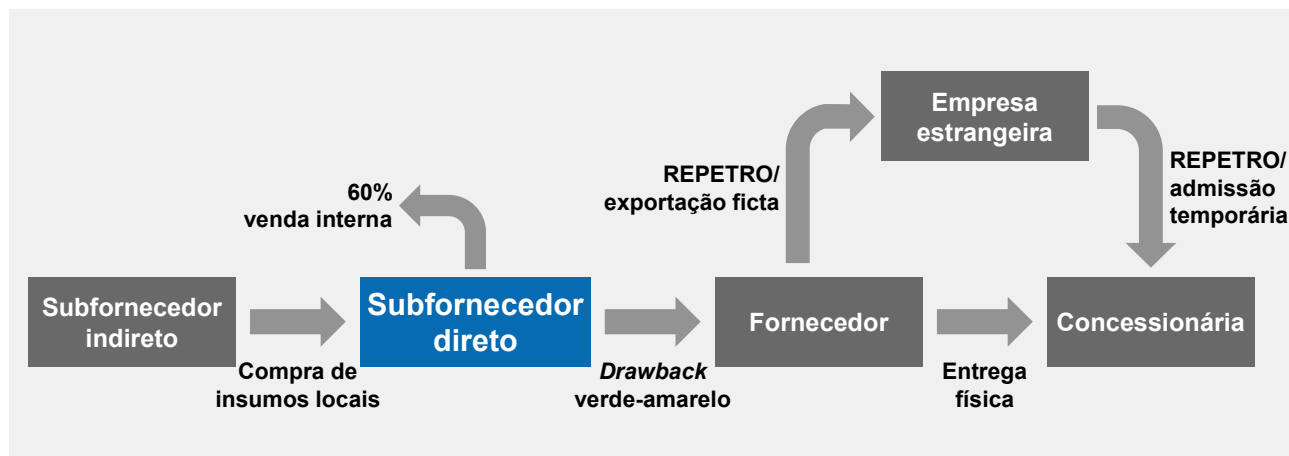 Empresa
estrangeira
REPETRO/
exportação ficta
REPETRO/
admissão
temporária
60%
venda interna
Subfornecedor
indireto
Subfornecedor
direto
Fornecedor
Concessionária
Compra de
insumos locais
Drawback
verde-amarelo
Entrega
física